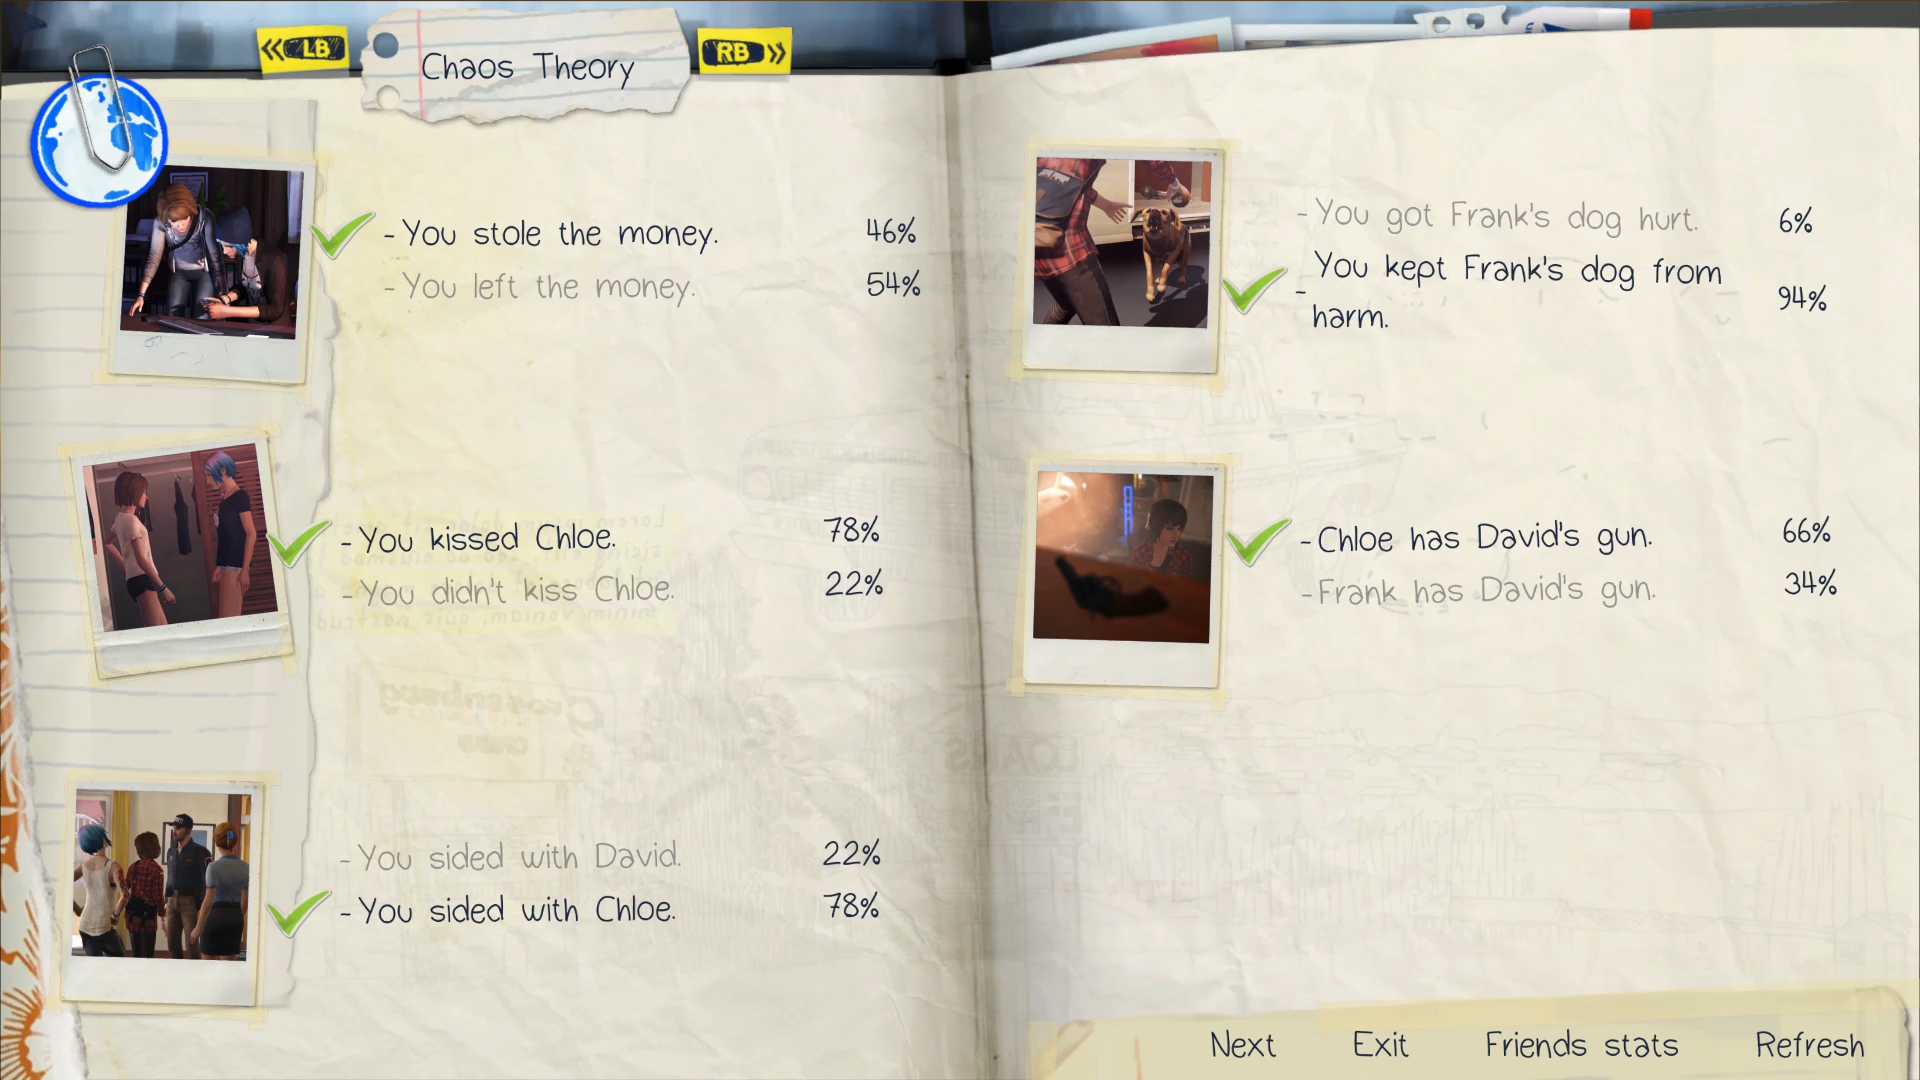 LB
Chaos Theory
RB
- You stole the money. 46%
- You left the money. 54%
- You kissed Chloe. 78%
- You didn't kiss Chloe. 22%
- You sided with David. 22%
- You sided with Chloe. 78%
- You got Frank's dog hurt. 6%
- You kept Frank's dog from
harm. 94%
- Chloe has David's gun. 66%
- Frank has David's gun. 34%
Next Exit Friends stats Refresh